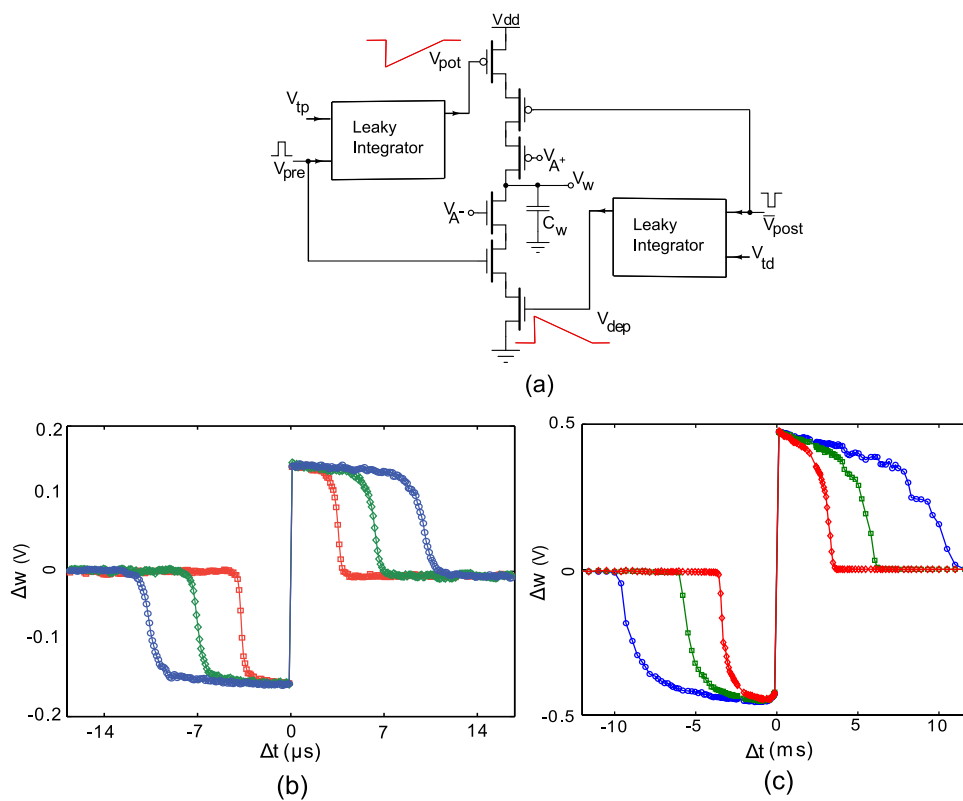 Vdd
Vpot
Vtp
Leaky
Integrator
Vpre
VA+
Vw
VA-
Cw
Leaky
Integrator
V̅post
Vtd
Vdep
(a)
0.2
0.1
0
-0.1
-0.2
Δw (V)
-14 -7 0 7 14
Δt (μs)
(b)
0.5
0
-0.5
Δw (V)
-10 -5 0 5 10
Δt (ms)
(c)